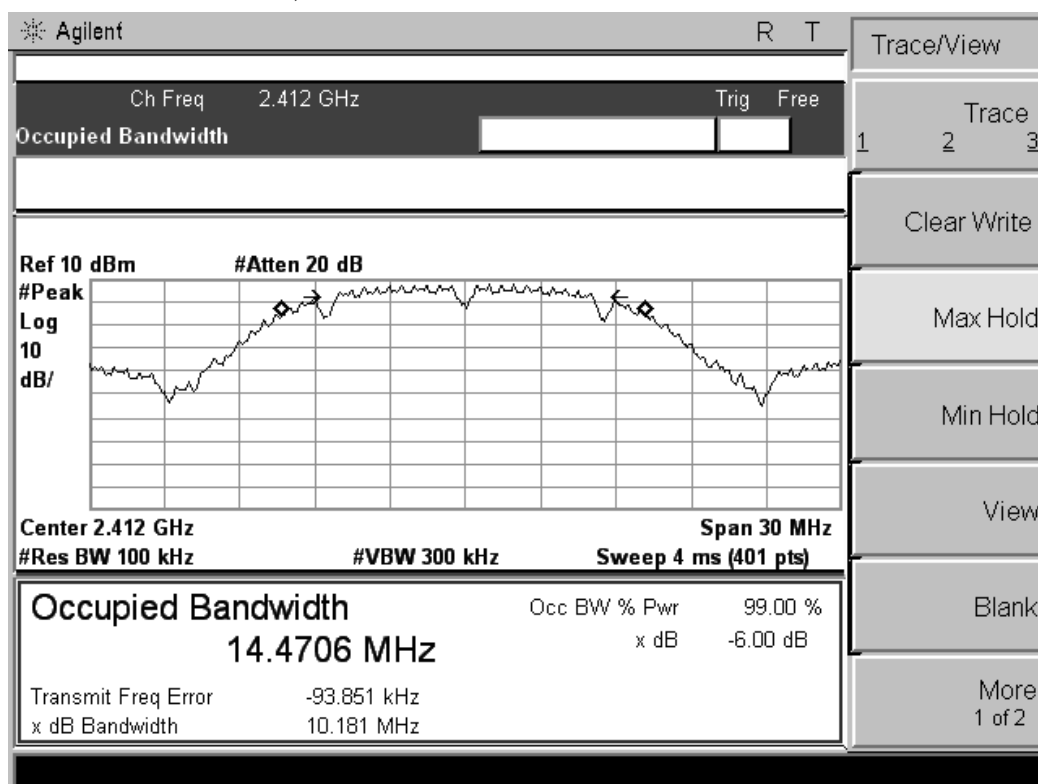 Agilent R T
Trace/View
Ch Freq 2.412 GHz Trig Free
Occupied Bandwidth
Trace
1 2 3
Clear Write
Ref 10 dBm #Atten 20 dB
#Peak
Log
10
dB/
Max Hold
Min Hold
View
Center 2.412 GHz Span 30 MHz
#Res BW 100 kHz #VBW 300 kHz Sweep 4 ms (401 pts)
Occupied Bandwidth
14.4706 MHz
Occ BW % Pwr 99.00 %
x dB -6.00 dB
Transmit Freq Error -93.851 kHz
x dB Bandwidth 10.181 MHz
Blank
More
1 of 2